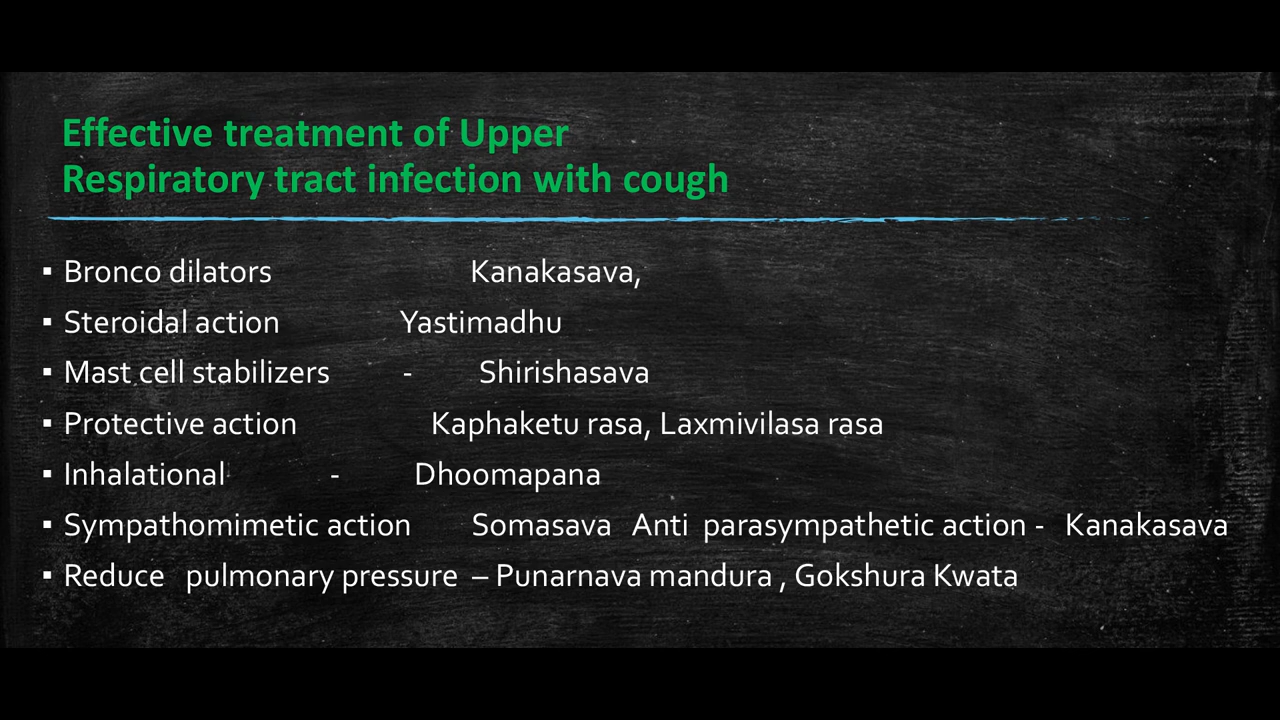 Effective treatment of Upper
Respiratory tract infection with cough
▪ Bronco dilators Kanakasava,
▪ Steroidal action Yastimadhu
▪ Mast cell stabilizers - Shirishasava
▪ Protective action Kaphaketu rasa, Laxmivilasa rasa
▪ Inhalational - Dhoomapana
▪ Sympathomimetic action Somasava Anti parasympathetic action - Kanakasava
▪ Reduce pulmonary pressure – Punarnava mandura , Gokshura Kwata